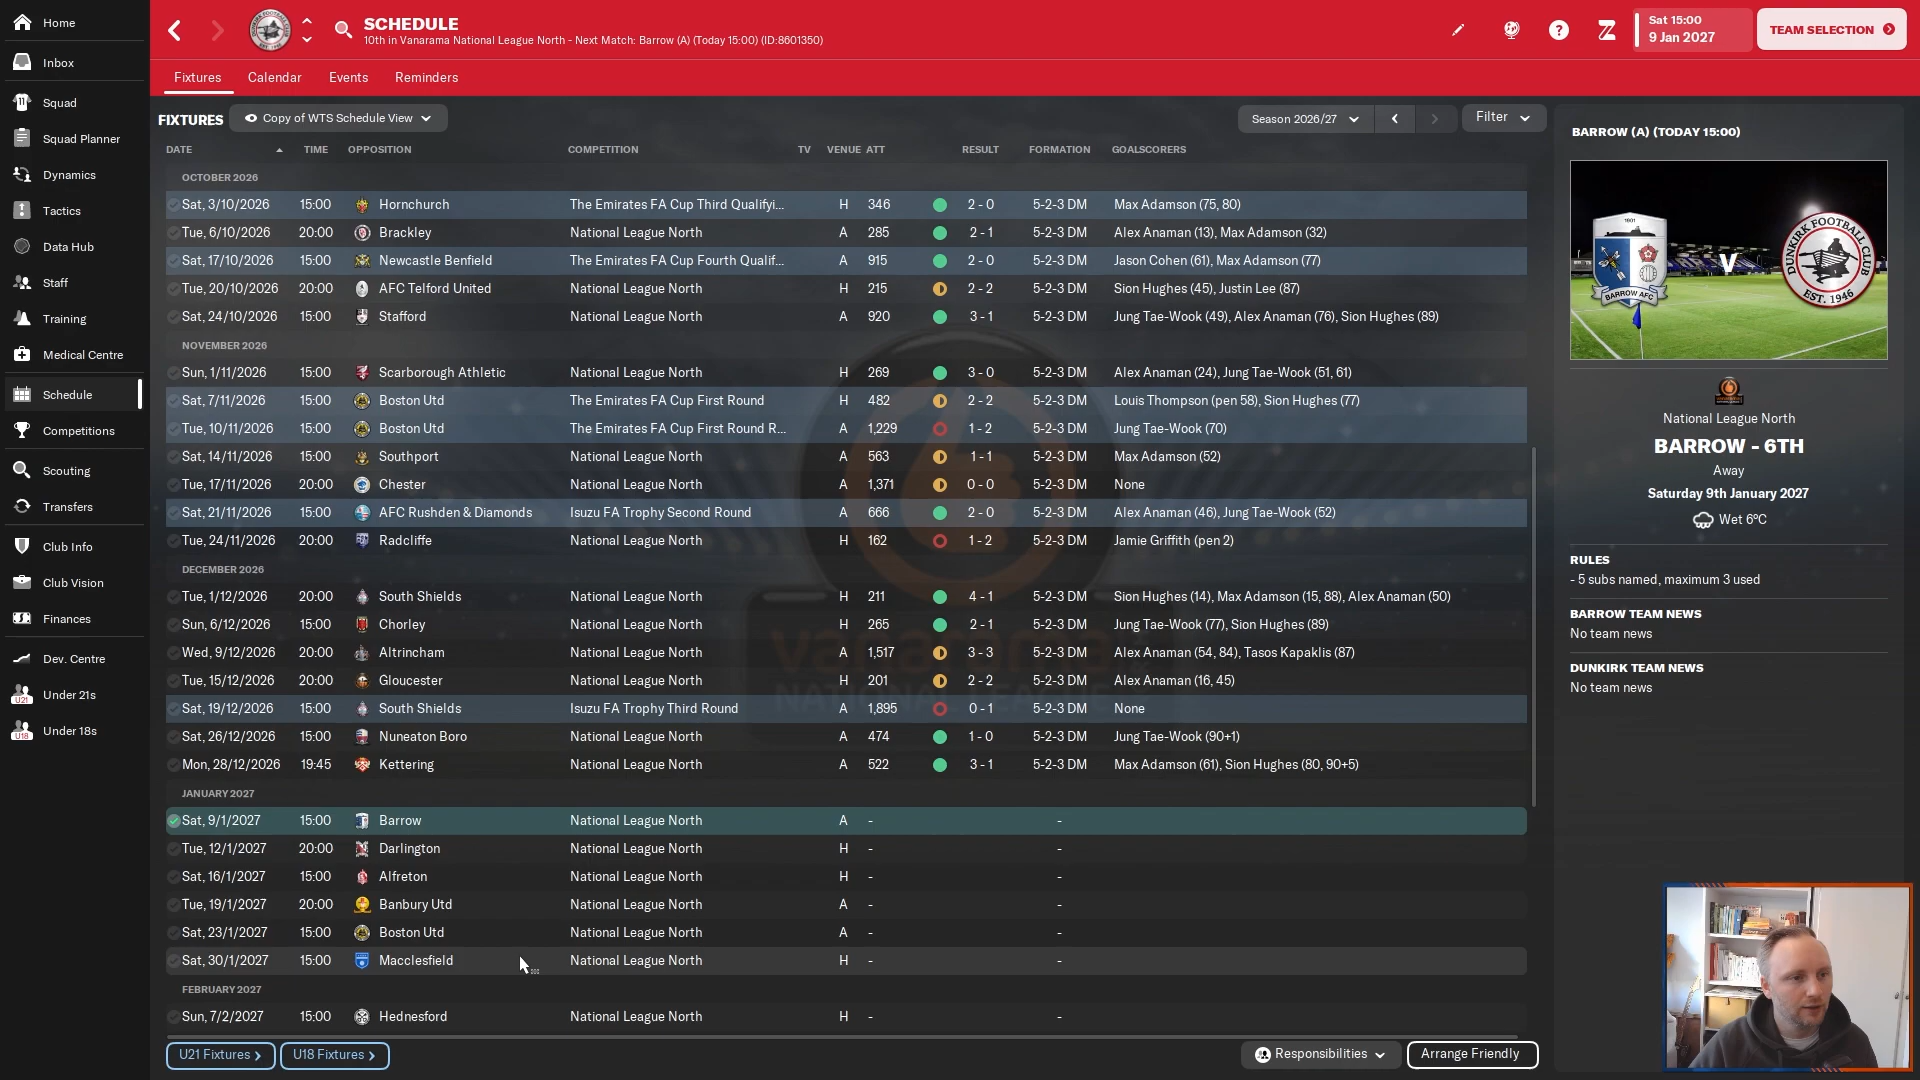 Home
SCHEDULE
10th in Vanarama National League North - Next Match: Barrow (A) (Today 15:00) (ID:8601350)
Sat 15:00
9 Jan 2027
TEAM SELECTION
Inbox
Squad
Squad Planner
Dynamics
Tactics
Data Hub
Staff
Training
Medical Centre
Schedule
Competitions
Scouting
Transfers
Club Info
Club Vision
Finances
Dev. Centre
U21 Under 21s
U18 Under 18s
Fixtures Calendar Events Reminders
FIXTURES Copy of WTS Schedule View Season 2026/27 Filter
DATE TIME OPPOSITION COMPETITION TV VENUE ATT RESULT FORMATION GOALSCORERS
OCTOBER 2026
Sat, 3/10/2026 15:00 Hornchurch The Emirates FA Cup Third Qualifyi... H 346 2 - 0 5-2-3 DM Max Adamson (75, 80)
Tue, 6/10/2026 20:00 Brackley National League North A 285 2 - 1 5-2-3 DM Alex Anaman (13), Max Adamson (32)
Sat, 17/10/2026 15:00 Newcastle Benfield The Emirates FA Cup Fourth Qualif... A 915 2 - 0 5-2-3 DM Jason Cohen (61), Max Adamson (77)
Tue, 20/10/2026 20:00 AFC Telford United National League North H 215 2 - 2 5-2-3 DM Sion Hughes (45), Justin Lee (87)
Sat, 24/10/2026 15:00 Stafford National League North A 920 3 - 1 5-2-3 DM Jung Tae-Wook (49), Alex Anaman (76), Sion Hughes (89)
NOVEMBER 2026
Sun, 1/11/2026 15:00 Scarborough Athletic National League North H 269 3 - 0 5-2-3 DM Alex Anaman (24), Jung Tae-Wook (51, 61)
Sat, 7/11/2026 15:00 Boston Utd The Emirates FA Cup First Round H 482 2 - 2 5-2-3 DM Louis Thompson (pen 58), Sion Hughes (77)
Tue, 10/11/2026 15:00 Boston Utd The Emirates FA Cup First Round R... A 1,229 1 - 2 5-2-3 DM Jung Tae-Wook (70)
Sat, 14/11/2026 15:00 Southport National League North A 563 1 - 1 5-2-3 DM Max Adamson (52)
Tue, 17/11/2026 20:00 Chester National League North A 1,371 0 - 0 5-2-3 DM None
Sat, 21/11/2026 15:00 AFC Rushden & Diamonds Isuzu FA Trophy Second Round A 666 2 - 0 5-2-3 DM Alex Anaman (46), Jung Tae-Wook (52)
Tue, 24/11/2026 20:00 Radcliffe National League North H 162 1 - 2 5-2-3 DM Jamie Griffith (pen 2)
DECEMBER 2026
Tue, 1/12/2026 20:00 South Shields National League North H 211 4 - 1 5-2-3 DM Sion Hughes (14), Max Adamson (15, 88), Alex Anaman (50)
Sun, 6/12/2026 15:00 Chorley National League North H 265 2 - 1 5-2-3 DM Jung Tae-Wook (77), Sion Hughes (89)
Wed, 9/12/2026 20:00 Altrincham National League North A 1,517 3 - 3 5-2-3 DM Alex Anaman (54, 84), Tasos Kapaklis (87)
Tue, 15/12/2026 20:00 Gloucester National League North H 201 2 - 2 5-2-3 DM Alex Anaman (16, 45)
Sat, 19/12/2026 15:00 South Shields Isuzu FA Trophy Third Round A 1,895 0 - 1 5-2-3 DM None
Sat, 26/12/2026 15:00 Nuneaton Boro National League North A 474 1 - 0 5-2-3 DM Jung Tae-Wook (90+1)
Mon, 28/12/2026 19:45 Kettering National League North A 522 3 - 1 5-2-3 DM Max Adamson (61), Sion Hughes (80, 90+5)
JANUARY 2027
Sat, 9/1/2027 15:00 Barrow National League North A - -
Tue, 12/1/2027 20:00 Darlington National League North H - -
Sat, 16/1/2027 15:00 Alfreton National League North H - -
Tue, 19/1/2027 20:00 Banbury Utd National League North A - -
Sat, 23/1/2027 15:00 Boston Utd National League North A - -
Sat, 30/1/2027 15:00 Macclesfield National League North H - -
FEBRUARY 2027
Sun, 7/2/2027 15:00 Hednesford National League North H - -
U21 Fixtures U18 Fixtures Responsibilities Arrange Friendly
BARROW (A) (TODAY 15:00)
1901
BARROW AFC
V
DUNKIRK FOOTBALL CLUB
EST. 1946
National League North
BARROW - 6TH
Away
Saturday 9th January 2027
Wet 6ºC
RULES
- 5 subs named, maximum 3 used
BARROW TEAM NEWS
No team news
DUNKIRK TEAM NEWS
No team news
vanarama
NATIONAL LEAGUE